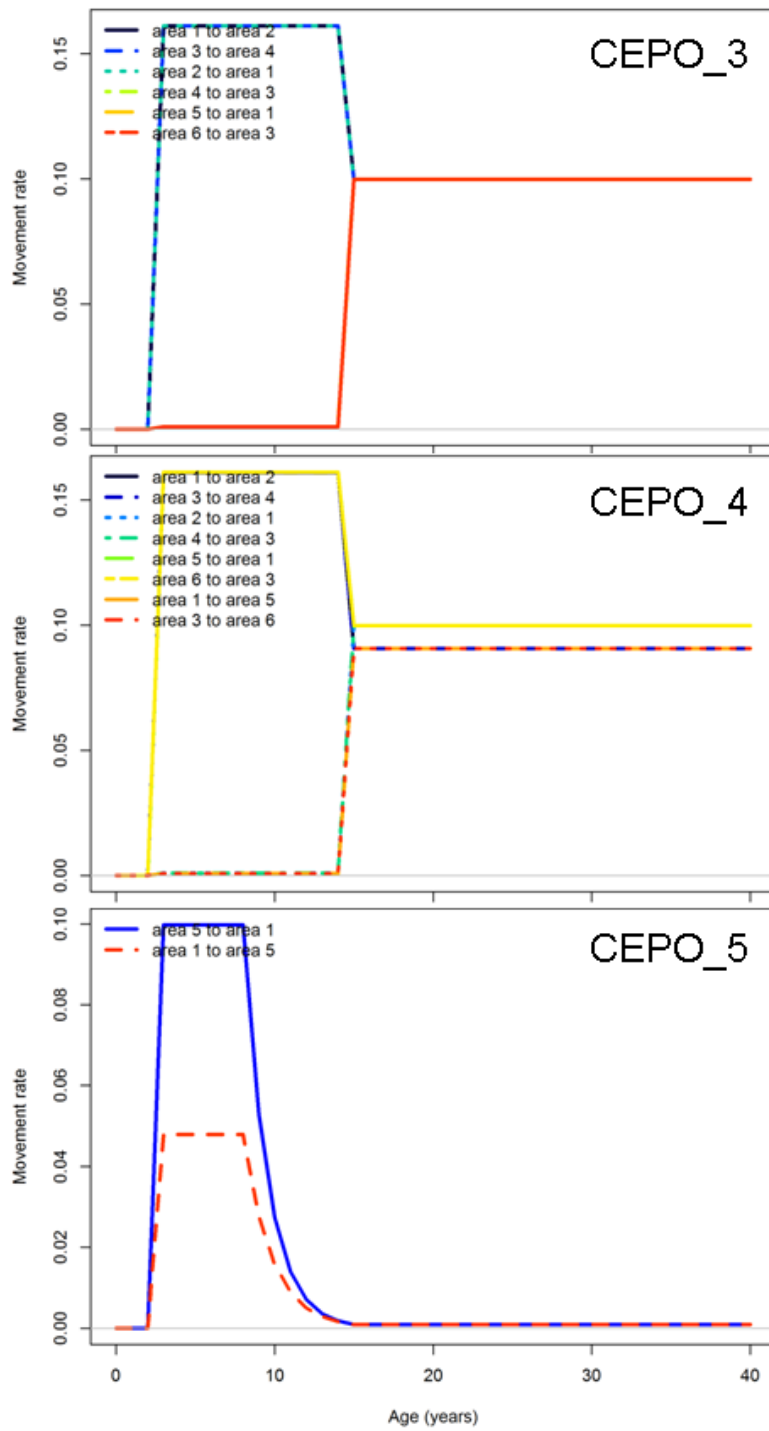 CEPO_3
area 1 to area 2
area 3 to area 4
area 2 to area 1
area 4 to area 3
area 5 to area 1
area 6 to area 3
Movement rate
0.15
0.10
0.05
0.00
CEPO_4
area 1 to area 2
area 3 to area 4
area 2 to area 1
area 4 to area 3
area 5 to area 1
area 6 to area 3
area 1 to area 5
area 3 to area 6
Movement rate
0.15
0.10
0.05
0.00
CEPO_5
area 5 to area 1
area 1 to area 5
Movement rate
0.10
0.08
0.06
0.04
0.02
0.00
0 10 20 30 40
Age (years)